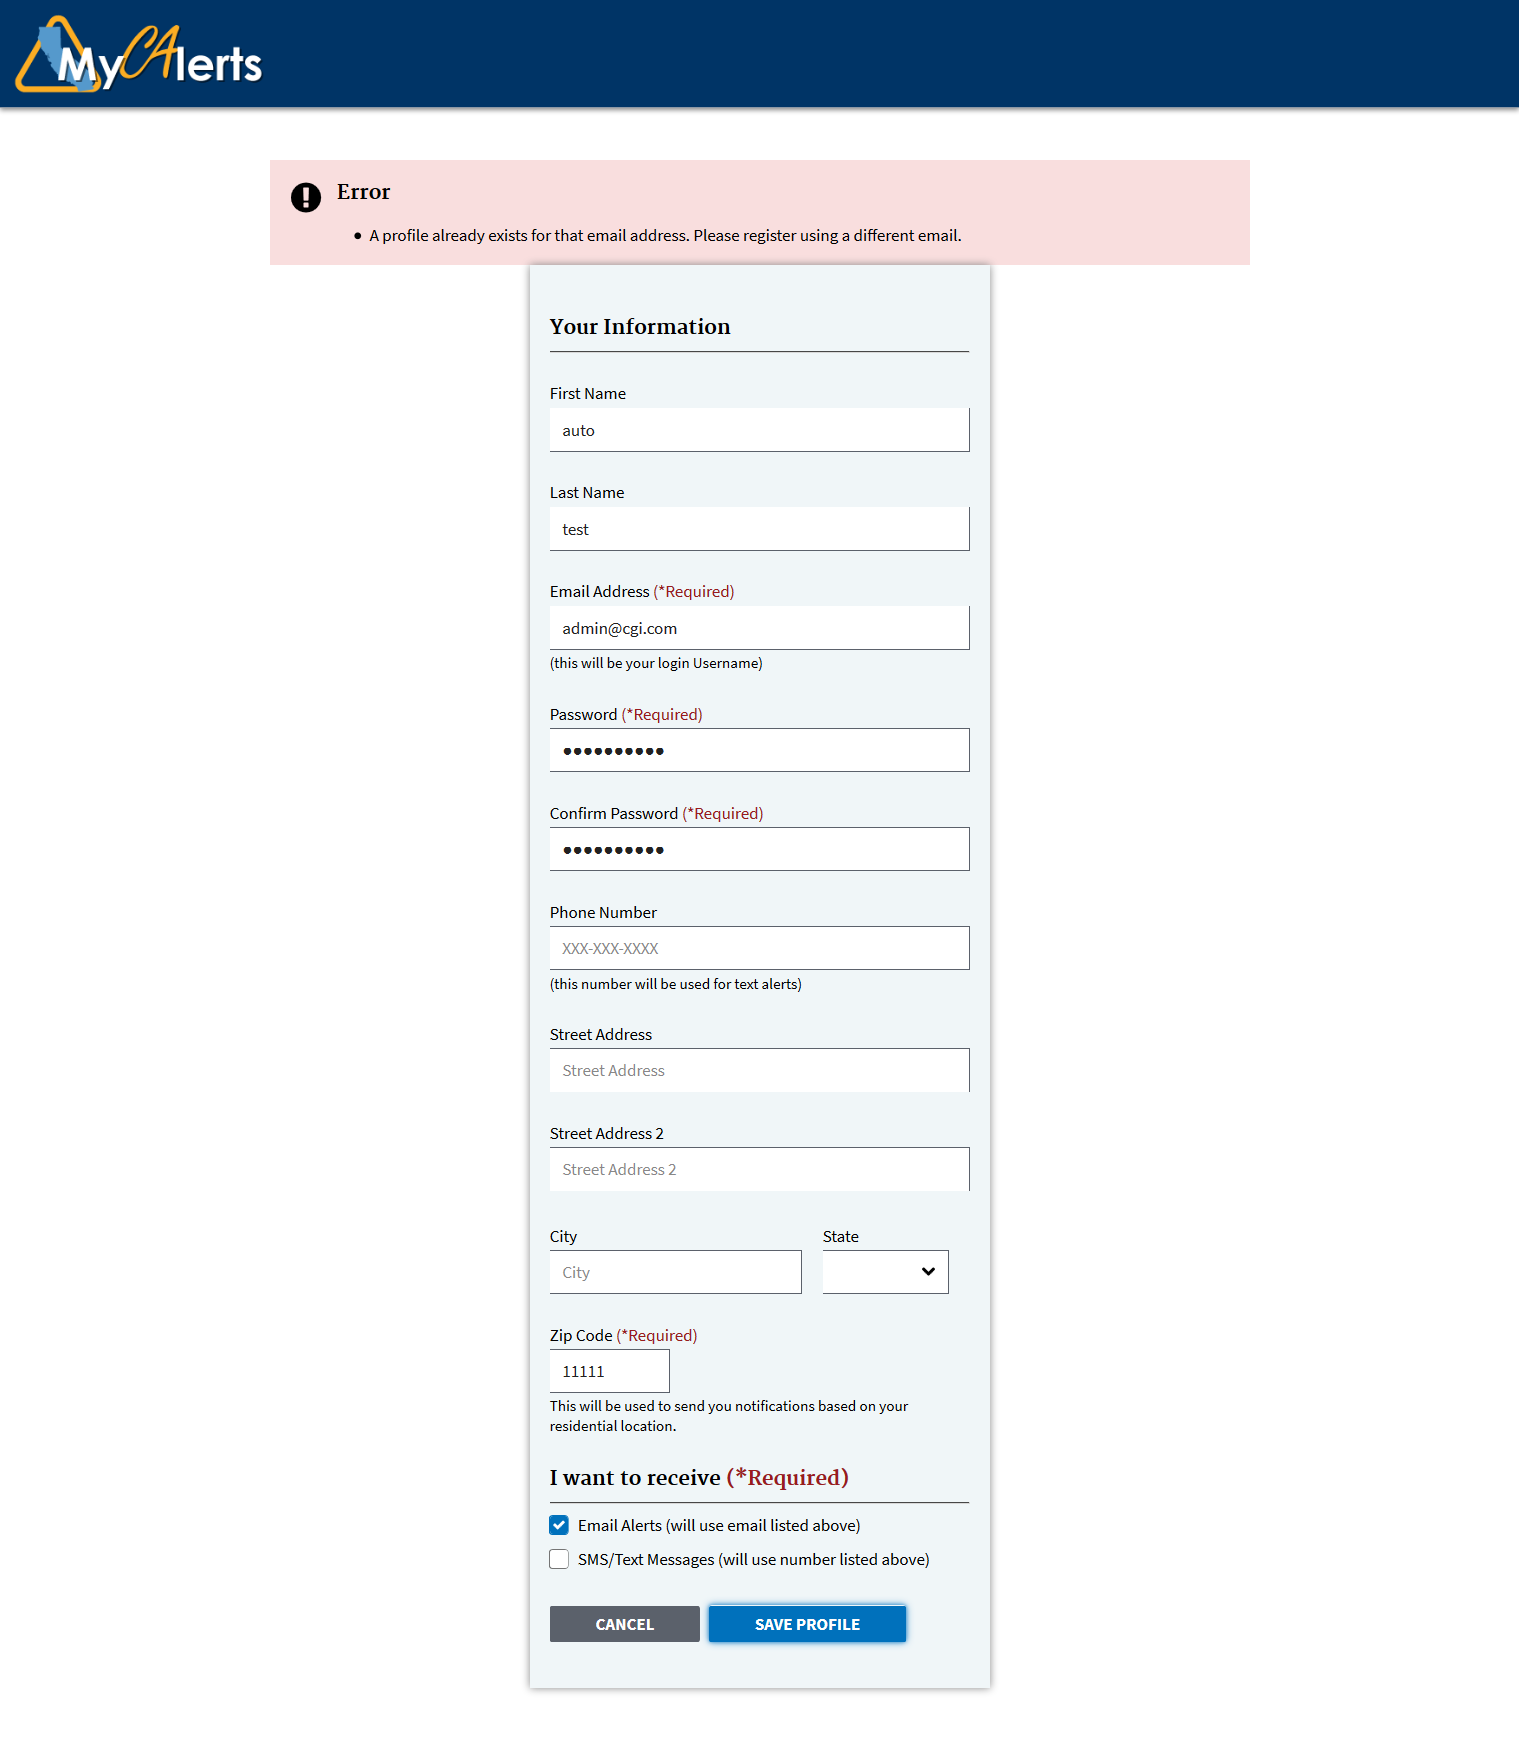 MyCAlerts
Error
• A profile already exists for that email address. Please register using a different email.
Your Information
First Name
auto
Last Name
test
Email Address (*Required)
admin@cgi.com
(this will be your login Username)
Password (*Required)
••••••••••
Confirm Password (*Required)
••••••••••
Phone Number
XXX-XXX-XXXX
(this number will be used for text alerts)
Street Address
Street Address
Street Address 2
Street Address 2
City State
City
Zip Code (*Required)
11111
This will be used to send you notifications based on your
residential location.
I want to receive (*Required)
Email Alerts (will use email listed above)
SMS/Text Messages (will use number listed above)
CANCEL SAVE PROFILE